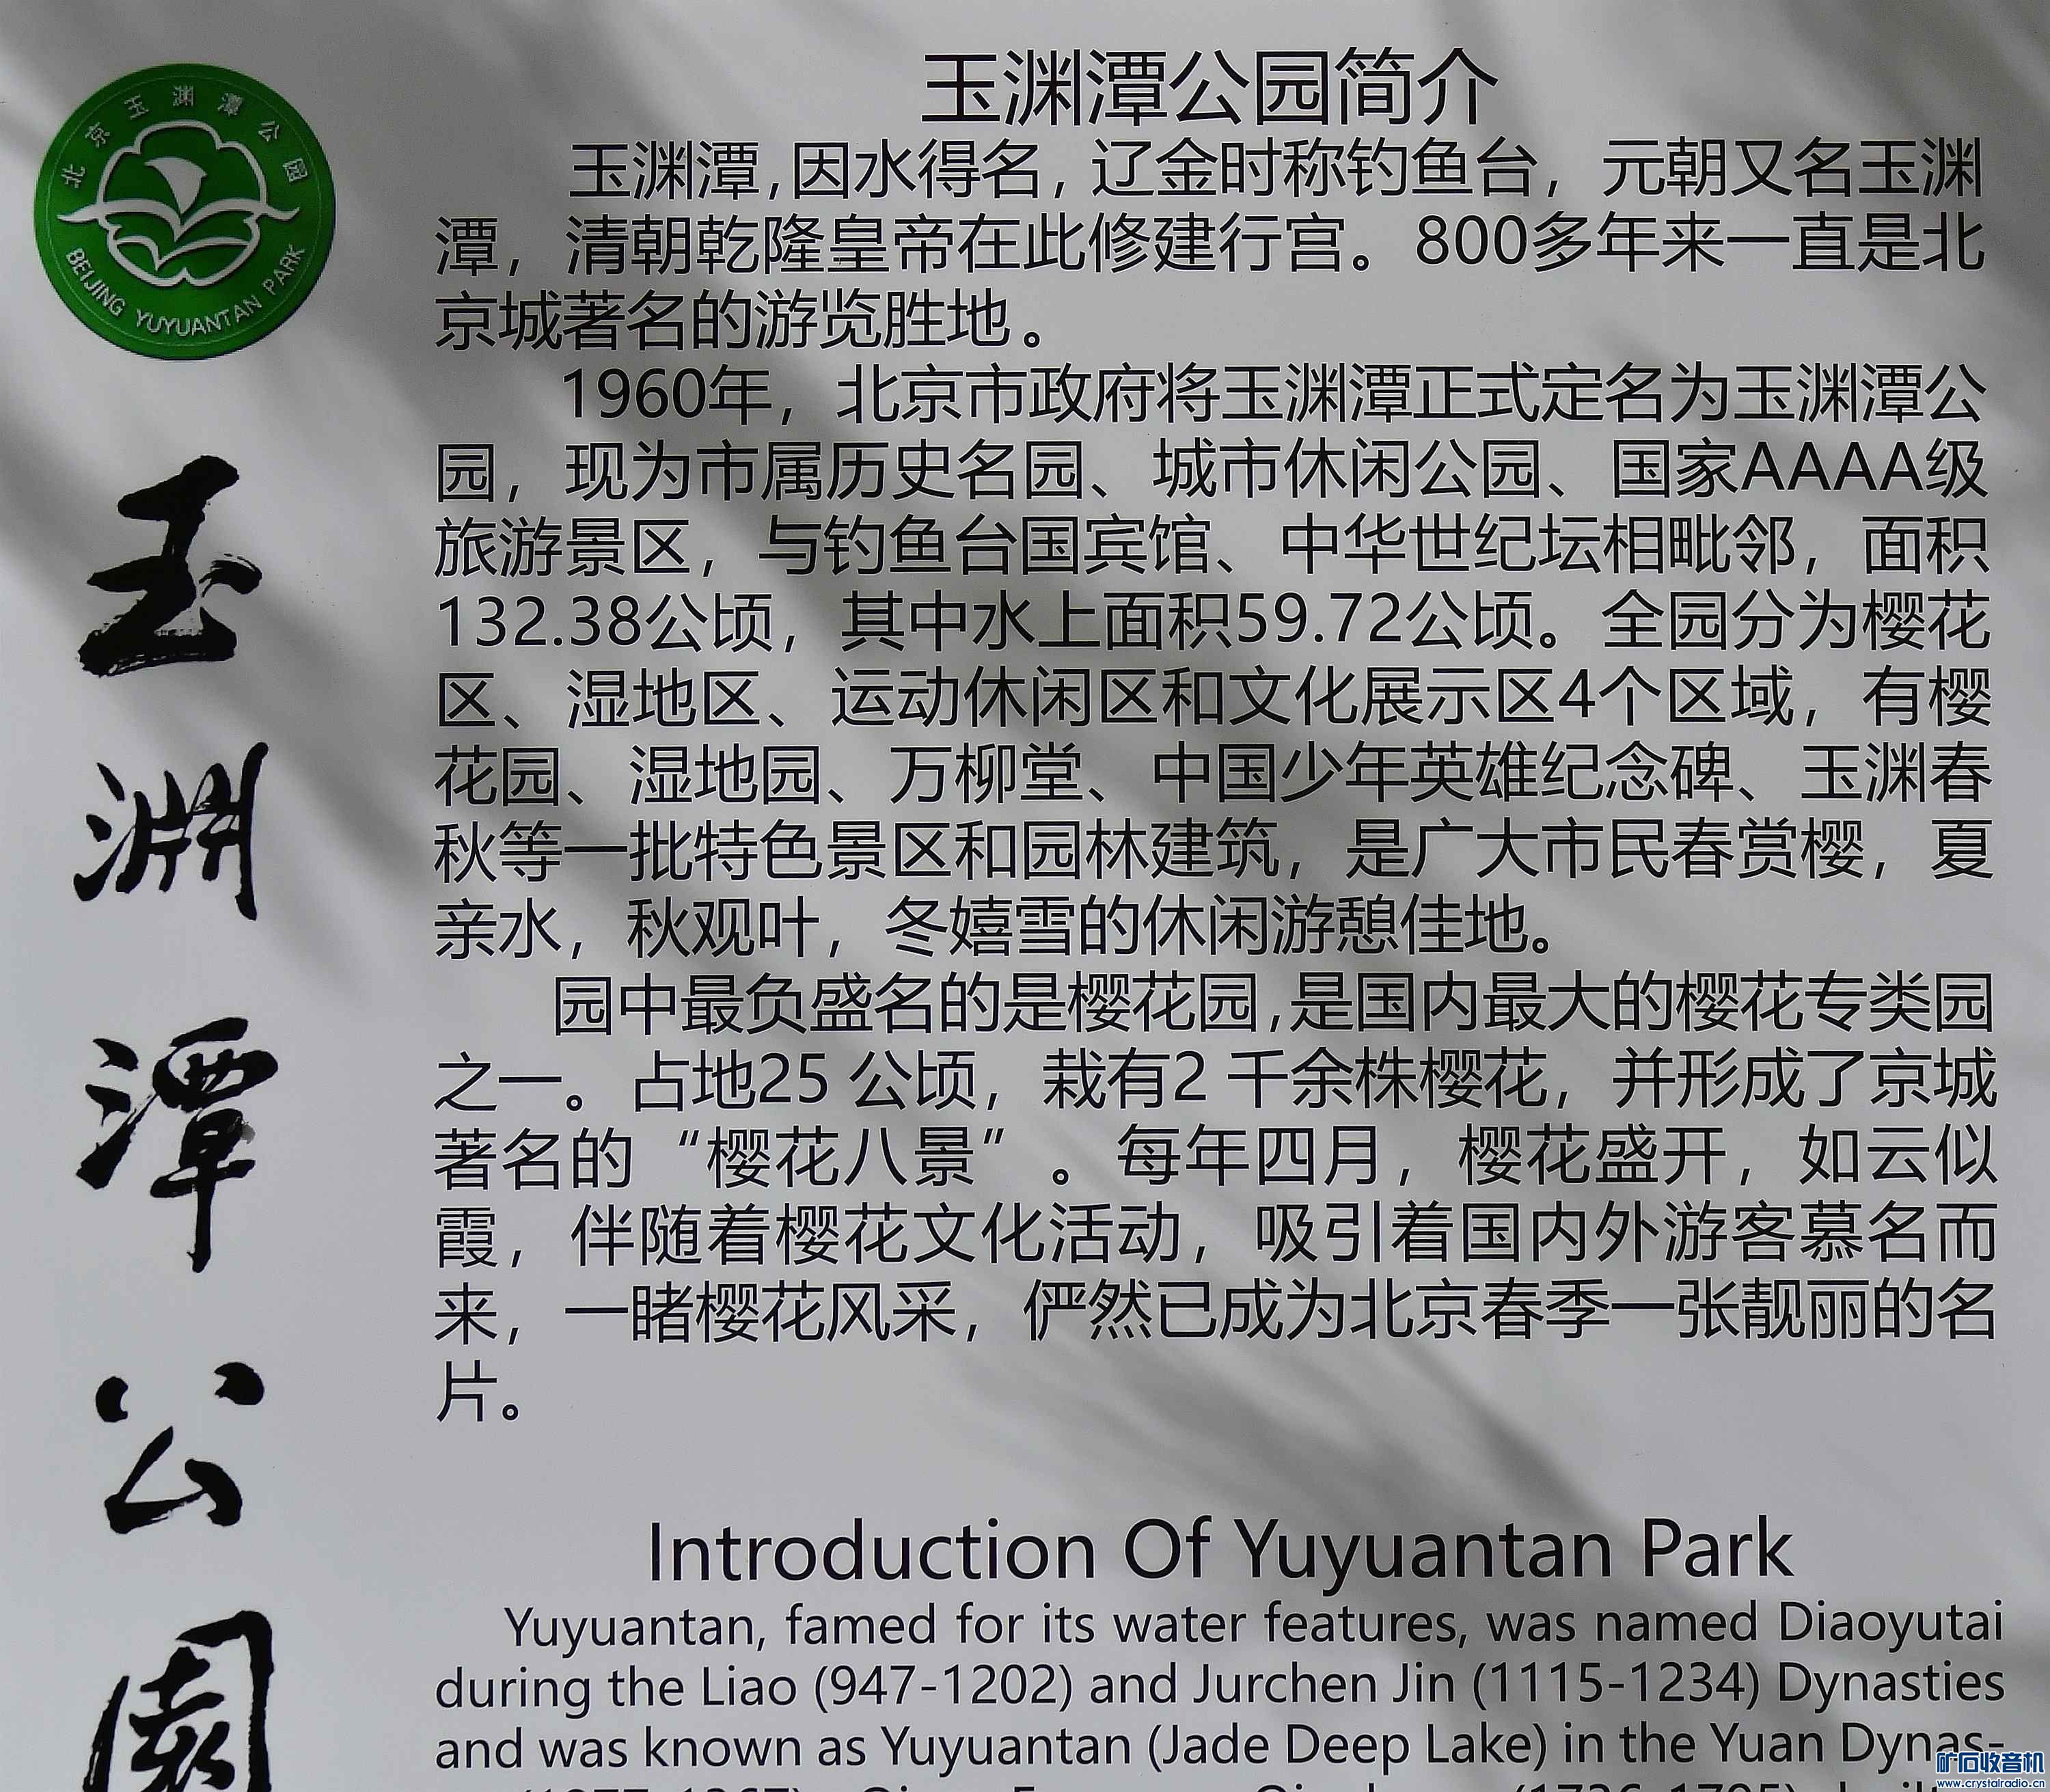 北京玉渊潭公园
BEIJING YUYUANTAN PARK
玉渊潭公园
玉渊潭公园简介
玉渊潭,因水得名，辽金时称钓鱼台，元朝又名玉渊
潭，清朝乾隆皇帝在此修建行宫。800多年来一直是北
京城著名的游览胜地。
1960年，北京市政府将玉渊潭正式定名为玉渊潭公
园，现为市属历史名园、城市休闲公园、国家AAAA级
旅游景区，与钓鱼台国宾馆、中华世纪坛相毗邻，面积
132.38公顷，其中水上面积59.72公顷。全园分为樱花
区、湿地区、运动休闲区和文化展示区4个区域，有樱
花园、湿地园、万柳堂、中国少年英雄纪念碑、玉渊春
秋等一批特色景区和园林建筑，是广大市民春赏樱，夏
亲水，秋观叶，冬嬉雪的休闲游憩佳地。
园中最负盛名的是樱花园,是国内最大的樱花专类园
之一。占地25 公顷，栽有2 千余株樱花，并形成了京城
著名的“樱花八景”。每年四月，樱花盛开，如云似
霞，伴随着樱花文化活动，吸引着国内外游客慕名而
来，一睹樱花风采，俨然已成为北京春季一张靓丽的名
片。
Introduction Of Yuyuantan Park
Yuyuantan, famed for its water features, was named Diaoyutai
during the Liao (947-1202) and Jurchen Jin (1115-1234) Dynasties
and was known as Yuyuantan (Jade Deep Lake) in the Yuan Dynas-
矿石收音机
www.crystalradio.cn